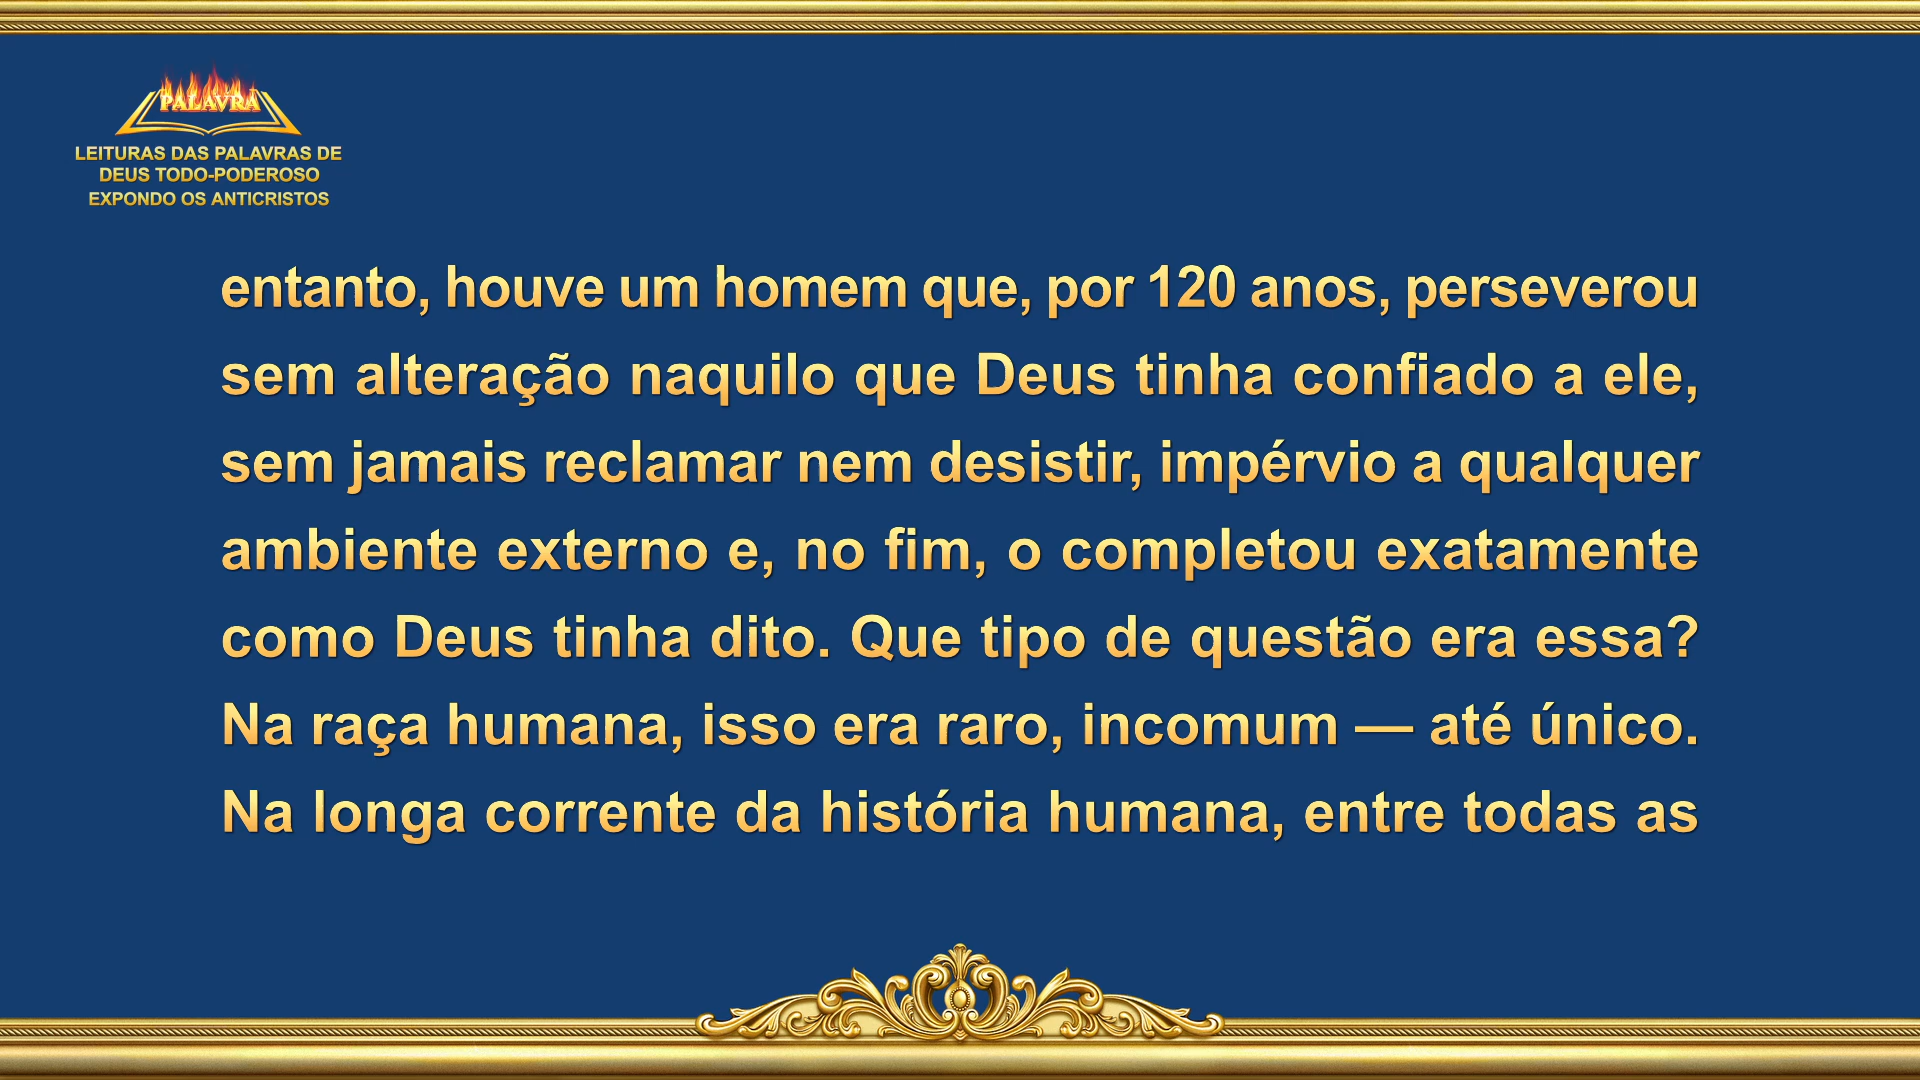 PALAVRA
LEITURAS DAS PALAVRAS DE
DEUS TODO-PODEROSO
EXPONDO OS ANTICRISTOS
entanto, houve um homem que, por 120 anos, perseverou
sem alteração naquilo que Deus tinha confiado a ele,
sem jamais reclamar nem desistir, impérvio a qualquer
ambiente externo e, no fim, o completou exatamente
como Deus tinha dito. Que tipo de questão era essa?
Na raça humana, isso era raro, incomum — até único.
Na longa corrente da história humana, entre todas as